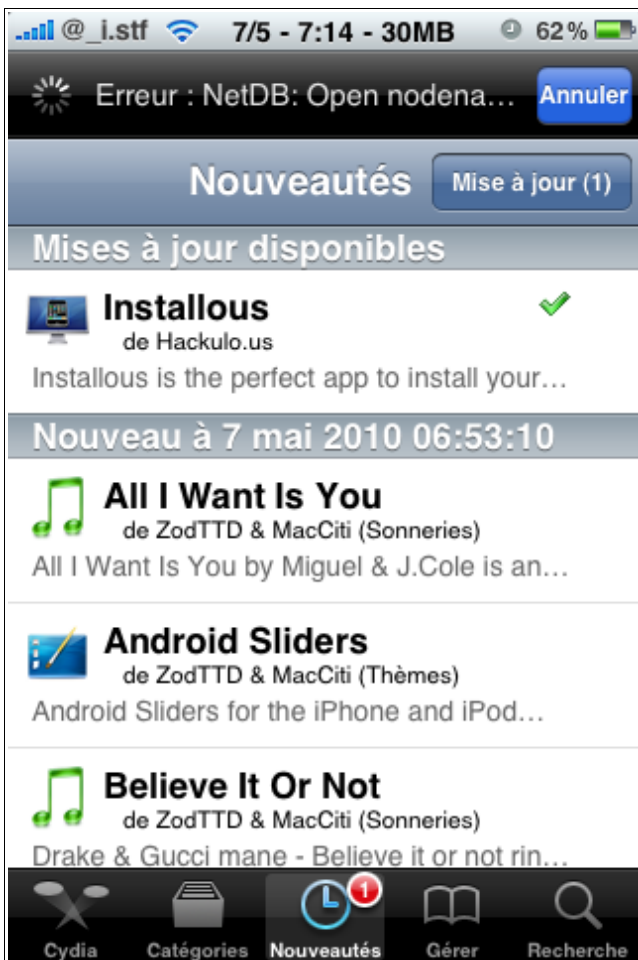 @_i.stf 7/5 - 7:14 - 30MB 62%
Erreur : NetDB: Open nodena... Annuler
Nouveautés Mise à jour (1)
Mises à jour disponibles
Installous
de Hackulo.us
Installous is the perfect app to install your...
Nouveau à 7 mai 2010 06:53:10
All I Want Is You
de ZodTTD & MacCiti (Sonneries)
All I Want Is You by Miguel & J.Cole is an...
Android Sliders
de ZodTTD & MacCiti (Thèmes)
Android Sliders for the iPhone and iPod...
Believe It Or Not
de ZodTTD & MacCiti (Sonneries)
Drake & Gucci mane - Believe it or not rin...
1
Cydia Catégories Nouveautés Gérer Recherche